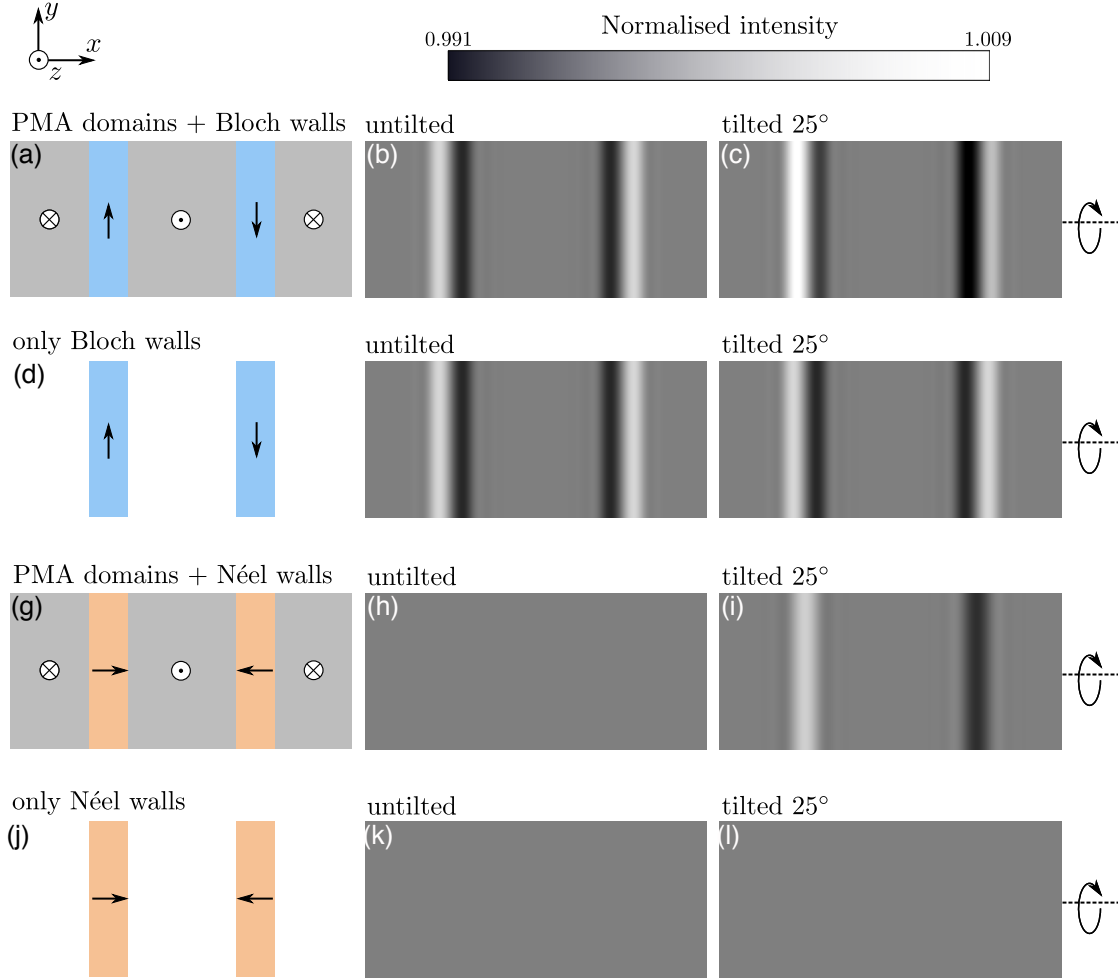 y
x
z
Normalised intensity
0.991 1.009
PMA domains + Bloch walls untilted tilted 25°
(a) (b) (c)
only Bloch walls untilted tilted 25°
(d)
PMA domains + Néel walls untilted tilted 25°
(g) (h) (i)
only Néel walls untilted tilted 25°
(j) (k) (l)